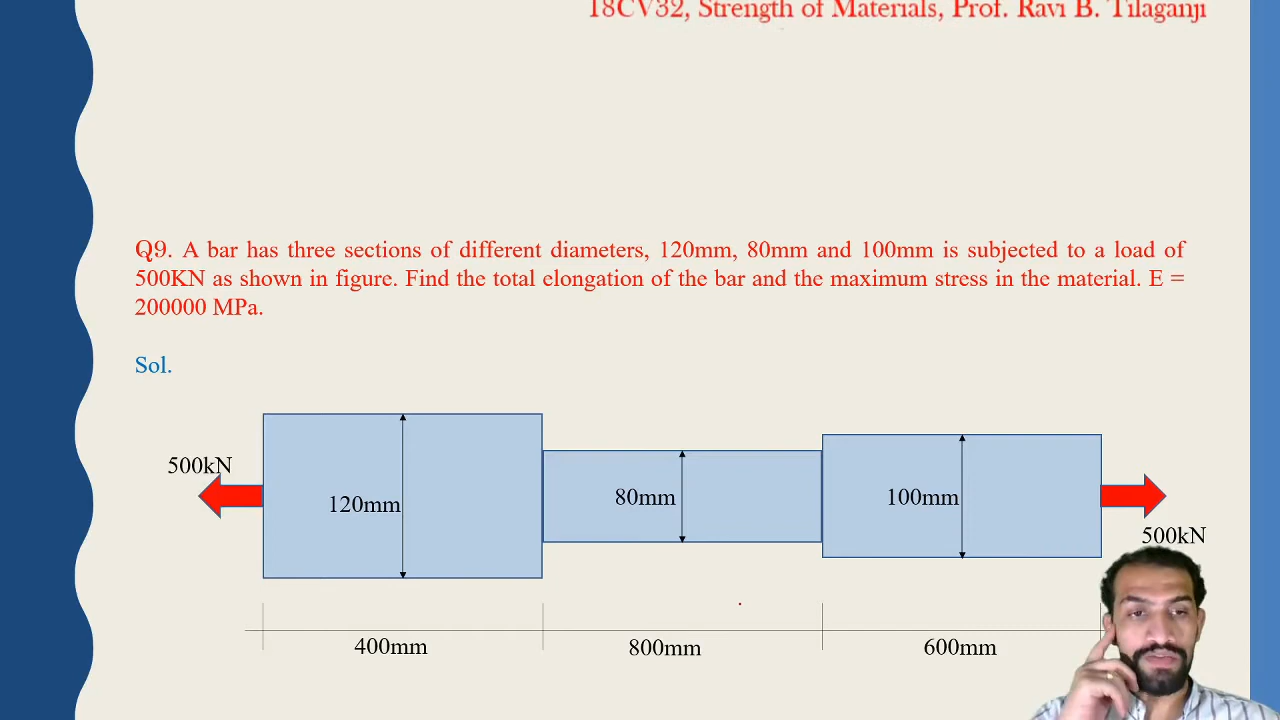 18CV32, Strength of Materials, Prof. Ravi B. Tilaganji
Q9. A bar has three sections of different diameters, 120mm, 80mm and 100mm is subjected to a load of
500KN as shown in figure. Find the total elongation of the bar and the maximum stress in the material. E =
200000 MPa.
Sol.
500kN
120mm
80mm
100mm
500kN
400mm
800mm
600mm